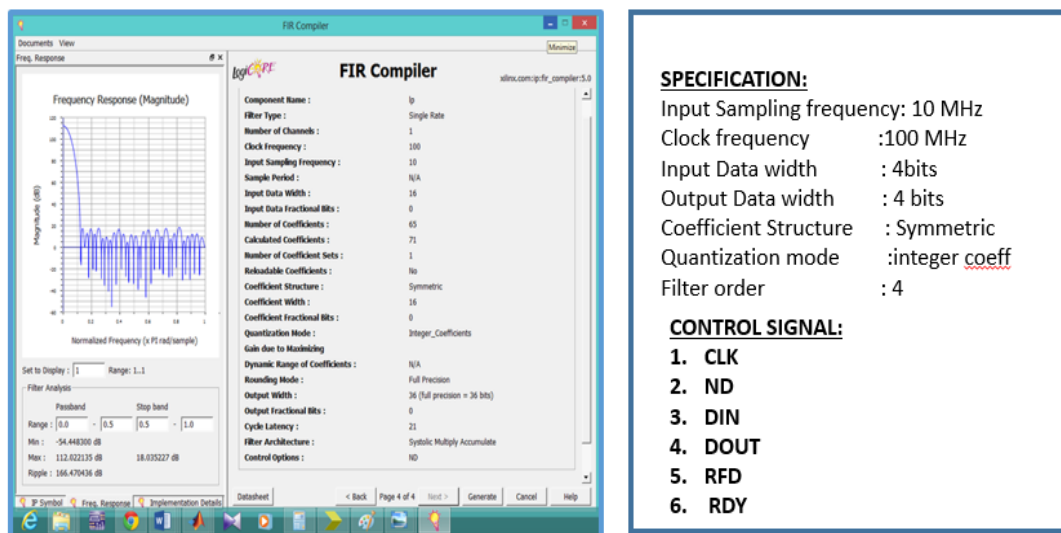 FIR Compiler
Documents View
Minimize
Freq. Response
LogiCORE
FIR Compiler
xilinx.com:ip:fir_compiler:5.0
Frequency Response (Magnitude)
Magnitude (dB)
0 0.2 0.4 0.6 0.8 1
Normalized Frequency (x PI rad/sample)
Set to Display : 1 Range: 1..1
Filter Analysis
Passband Stop band
Range : 0.0 - 0.5 0.5 - 1.0
Min : -54.448300 dB
Max : 112.022135 dB 18.035227 dB
Ripple : 166.470436 dB
IP Symbol Freq. Response Implementation Details
Component Name : lp
Filter Type : Single Rate
Number of Channels : 1
Clock Frequency : 100
Input Sampling Frequency : 10
Sample Period : N/A
Input Data Width : 16
Input Data Fractional Bits : 0
Number of Coefficients : 65
Calculated Coefficients : 71
Number of Coefficient Sets : 1
Reloadable Coefficients : No
Coefficient Structure : Symmetric
Coefficient Width : 16
Coefficient Fractional Bits : 0
Quantization Mode : Integer_Coefficients
Gain due to Maximizing
Dynamic Range of Coefficients : N/A
Rounding Mode : Full Precision
Output Width : 36 (full precision = 36 bits)
Output Fractional Bits : 0
Cycle Latency : 21
Filter Architecture : Systolic Multiply Accumulate
Control Options : ND
Datasheet < Back Page 4 of 4 Next > Generate Cancel Help
SPECIFICATION:
Input Sampling frequency: 10 MHz
Clock frequency :100 MHz
Input Data width : 4bits
Output Data width : 4 bits
Coefficient Structure : Symmetric
Quantization mode :integer coeff
Filter order : 4
CONTROL SIGNAL:
1. CLK
2. ND
3. DIN
4. DOUT
5. RFD
6. RDY